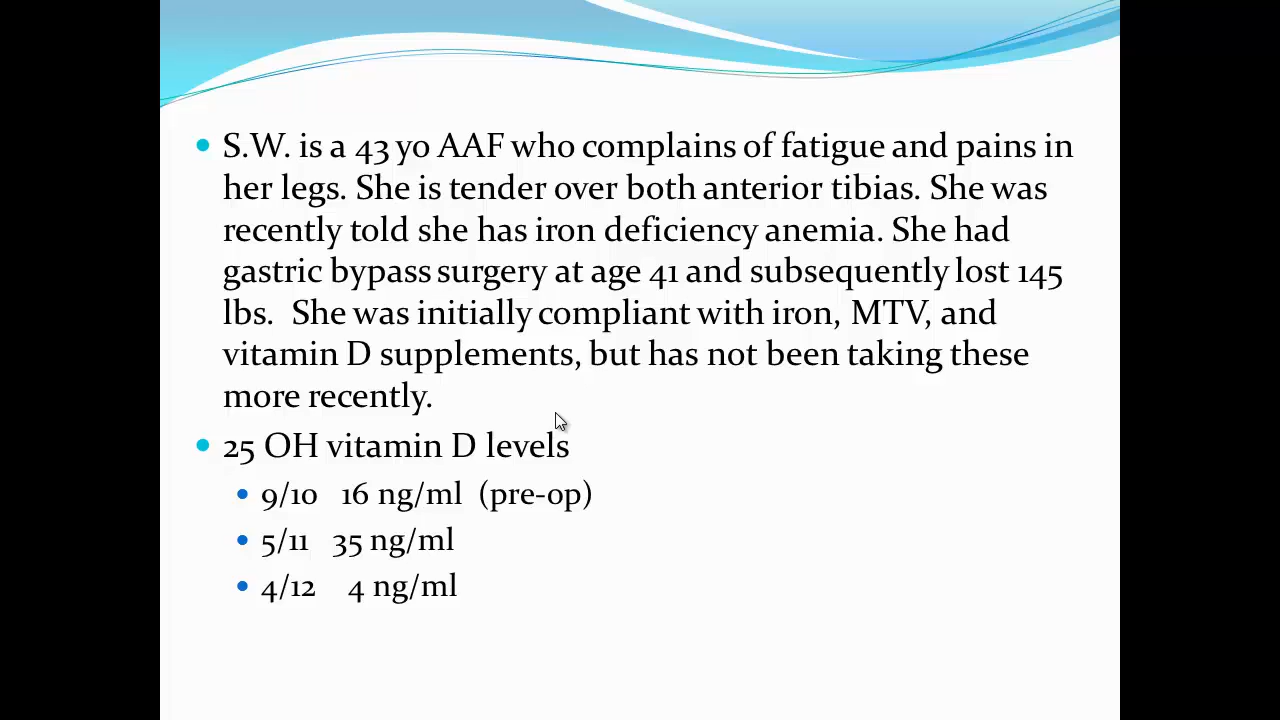 • S.W. is a 43 yo AAF who complains of fatigue and pains in
her legs. She is tender over both anterior tibias. She was
recently told she has iron deficiency anemia. She had
gastric bypass surgery at age 41 and subsequently lost 145
lbs.  She was initially compliant with iron, MTV, and
vitamin D supplements, but has not been taking these
more recently.
• 25 OH vitamin D levels
• 9/10   16 ng/ml  (pre-op)
• 5/11   35 ng/ml
• 4/12    4 ng/ml